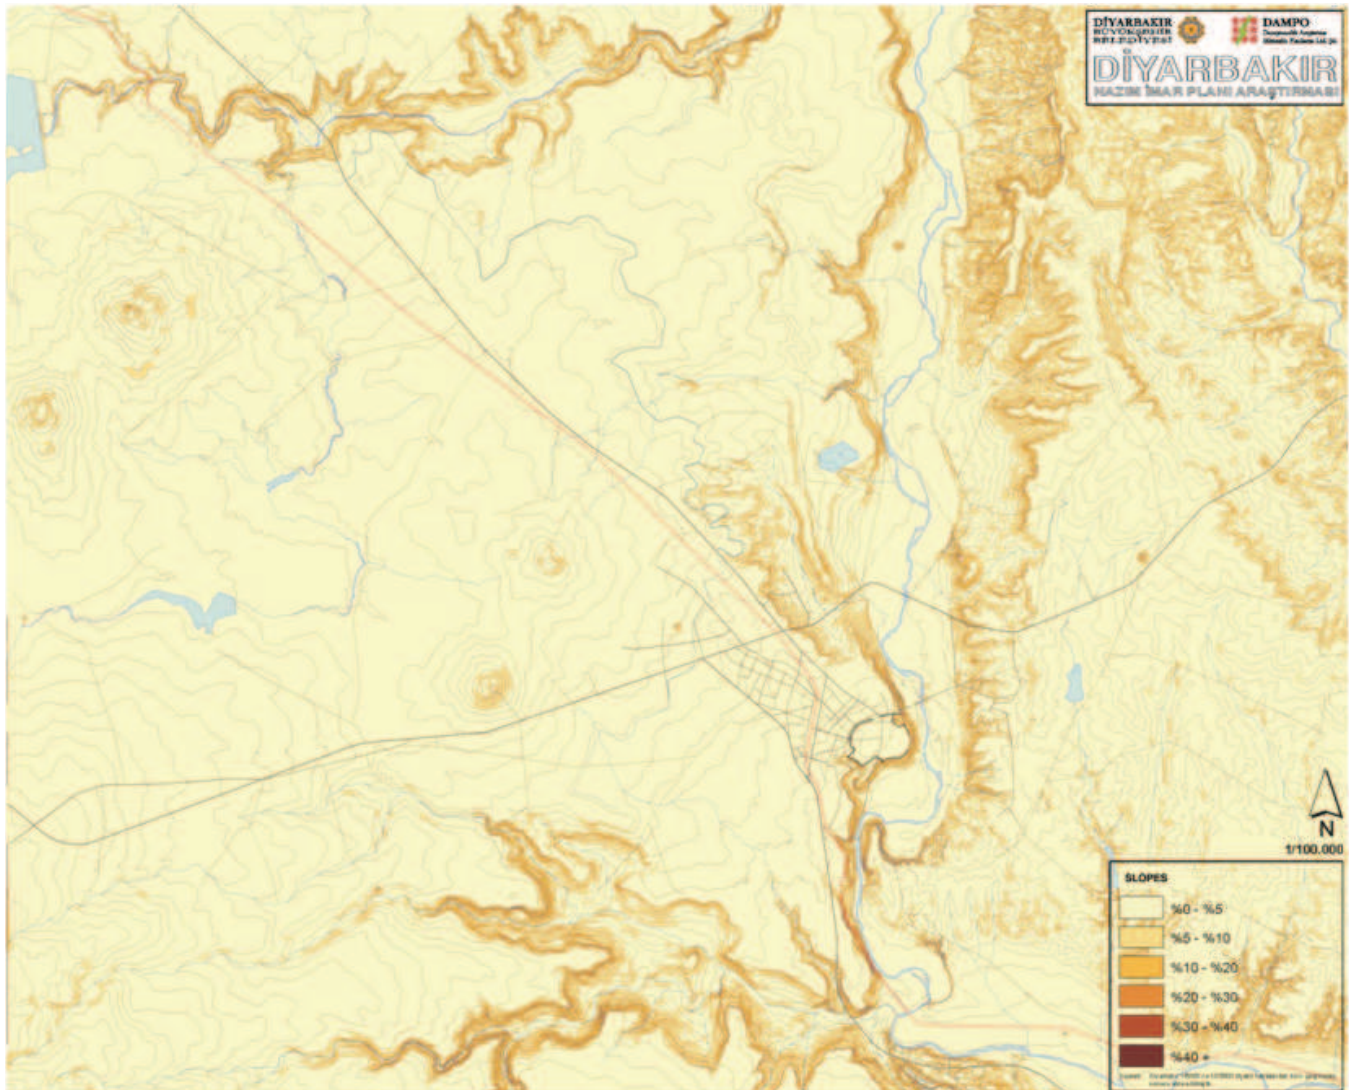 DİYARBAKIR
BÜYÜKŞEHİR
BELEDİYESİ
DAMPO
DİYARBAKIR
NAZIM İMAR PLANI ARAŞTIRMASI
N
1/100.000
SLOPES
%0 - %5
%5 - %10
%10 - %20
%20 - %30
%30 - %40
%40 +